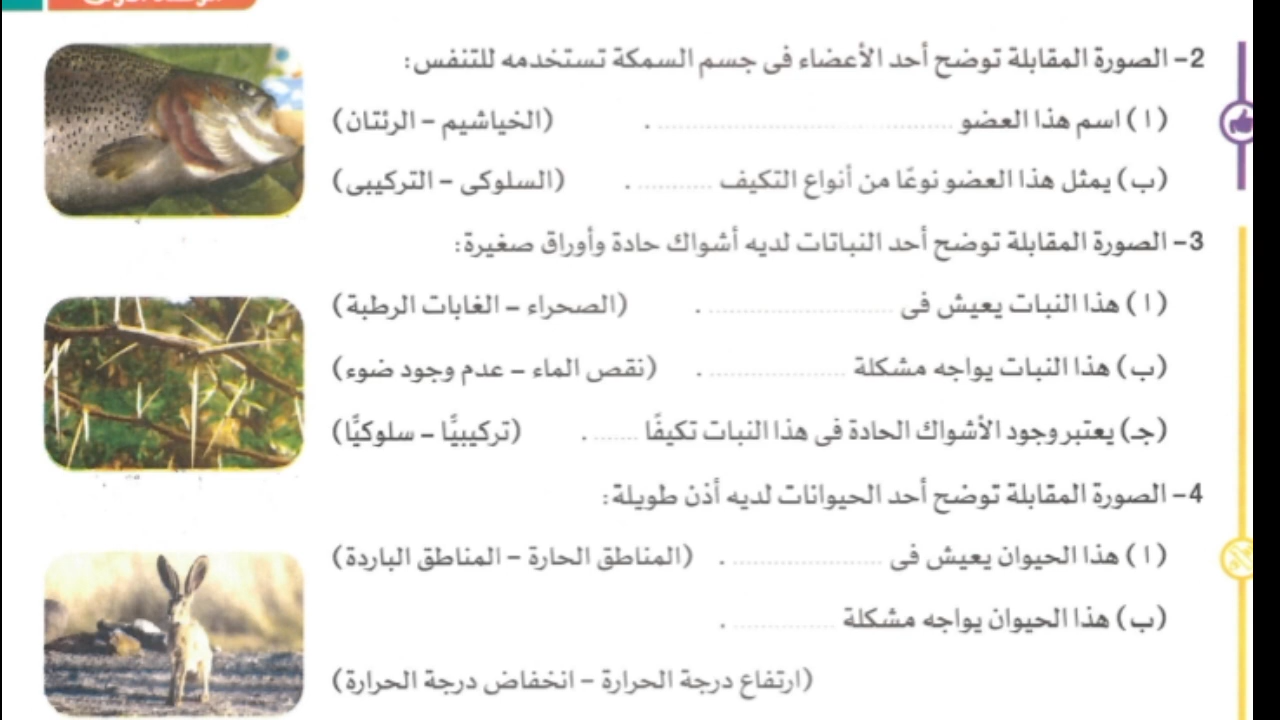 2- الصورة المقابلة توضح أحد الأعضاء فى جسم السمكة تستخدمه للتنفس:
(ا) اسم هذا العضو .................... . (الخياشيم - الرئتان)
(ب) يمثل هذا العضو نوعًا من أنواع التكيف .......... . (السلوكى - التركيبى)
3- الصورة المقابلة توضح أحد النباتات لديه أشواك حادة وأوراق صغيرة:
(ا) هذا النبات يعيش فى .................... . (الصحراء - الغابات الرطبة)
(ب) هذا النبات يواجه مشكلة ............... . (نقص الماء - عدم وجود ضوء)
(جـ) يعتبر وجود الأشواك الحادة فى هذا النبات تكيفًا ...... . (تركيبيًّا - سلوكيًّا)
4- الصورة المقابلة توضح أحد الحيوانات لديه أذن طويلة:
(ا) هذا الحيوان يعيش فى .................... . (المناطق الحارة - المناطق الباردة)
(ب) هذا الحيوان يواجه مشكلة ............. .
(ارتفاع درجة الحرارة - انخفاض درجة الحرارة)